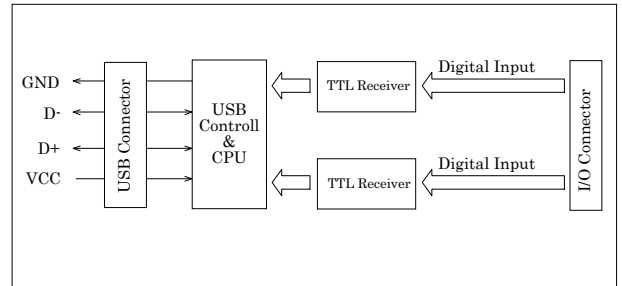 GND
D-
D+
VCC
USB Connector
USB
Controll
&
CPU
TTL Receiver
Digital Input
TTL Receiver
Digital Input
I/O Connector